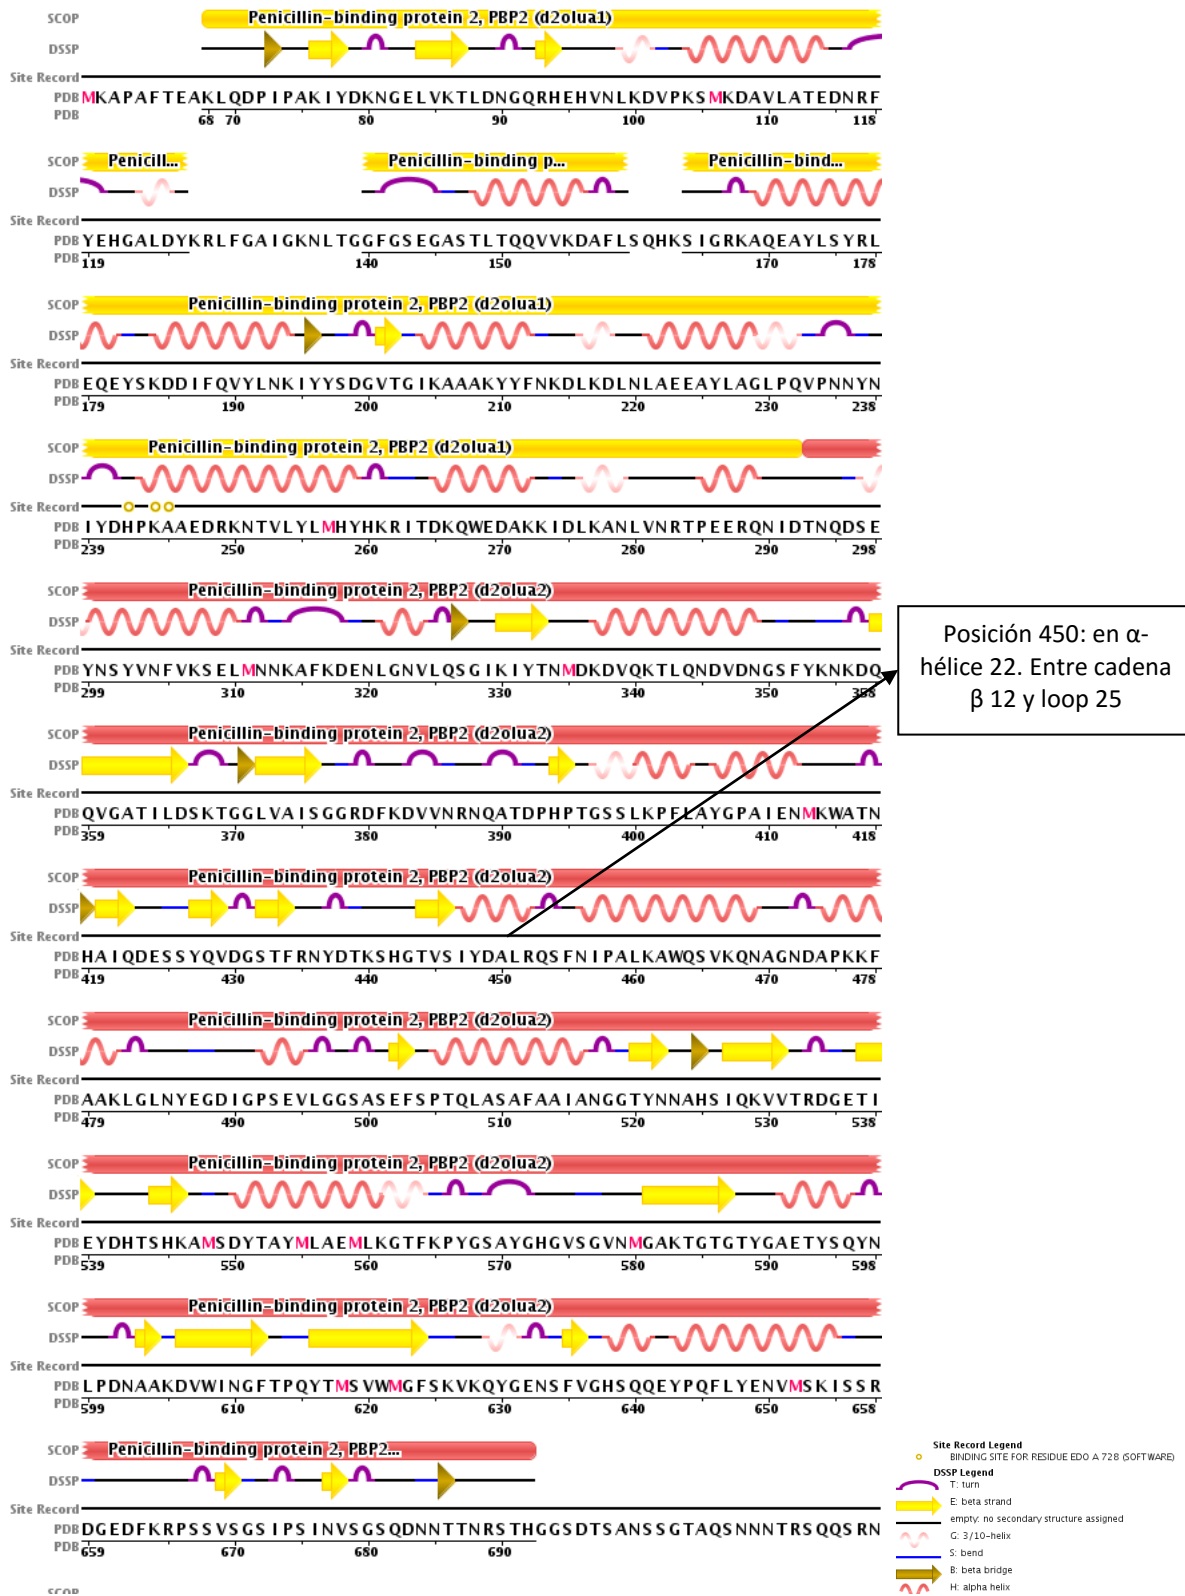 SCOP Penicillin-binding protein 2, PBP2 (d2olua1)
DSSP
Site Record
PDB MKAPAFTEAKLQDPIPAKIYDKNGELVKTLDNGQRHEHVNLKDVPKSMKDAVLATEDNRF
PDB 68 70 80 90 100 110 118
SCOP Penicill... Penicillin-binding p... Penicillin-bind...
DSSP
Site Record
PDB YEHGALDYKRLFGAIGKNLTGGFGSEGASTLTQQVVKDAFLSQHKSIGRKAQEAYLSYRL
PDB 119 140 150 170 178
SCOP Penicillin-binding protein 2, PBP2 (d2olua1)
DSSP
Site Record
PDB EQEYSKDDIFQVYLNKIYYSDGVTGIKAAAKYYFNKDLKDLNLAEEAYLAGLPQVPNNYN
PDB 179 190 200 210 220 230 238
SCOP Penicillin-binding protein 2, PBP2 (d2olua1)
DSSP
Site Record
PDB IYDHPKAAEDRKNTVLYLMHYHKRITDKQWEDAKKIDLKANLVNRTPEERQNIDTNQDSE
PDB 239 250 260 270 280 290 298
SCOP Penicillin-binding protein 2, PBP2 (d2olua2)
DSSP
Site Record
PDB YNSYVNFVKSELMNNKAFKDENLGNVLQSGIKIYTNMDKDVQKTLQNDVDNGSFYKNKDQ
PDB 299 310 320 330 340 350 358
Posición 450: en α-
hélice 22. Entre cadena
β 12 y loop 25
SCOP Penicillin-binding protein 2, PBP2 (d2olua2)
DSSP
Site Record
PDB QVGATILDSKTGGLVAISGGRDFKDVVNRNQATDPHPTGSSLKPFLAYGPAIENMKWATN
PDB 359 370 380 390 400 410 418
SCOP Penicillin-binding protein 2, PBP2 (d2olua2)
DSSP
Site Record
PDB HAIQDESSYQVDGSTFRNYDTKSHGTVSIYDALRQSFNIPALKAWQSVKQNAGNDAPKKF
PDB 419 430 440 450 460 470 478
SCOP Penicillin-binding protein 2, PBP2 (d2olua2)
DSSP
Site Record
PDB AAKLGLNYEGDIGPSEVLGGSASEFSPTQLASAFAAIANGGTYNNAHSIQKVVTRDGETI
PDB 479 490 500 510 520 530 538
SCOP Penicillin-binding protein 2, PBP2 (d2olua2)
DSSP
Site Record
PDB EYDHTSHKAMSDYTAYMLAEMLKGTFKPYGSAYGHGVSGVNMGAKTGTGTYGAETYSQYN
PDB 539 550 560 570 580 590 598
SCOP Penicillin-binding protein 2, PBP2 (d2olua2)
DSSP
Site Record
PDB LPDNAAKDVWINGFTPQYTMSVWMGFSKVKQYGENSFVGHSQQEYPQFLYENVMSKISSR
PDB 599 610 620 630 640 650 658
SCOP Penicillin-binding protein 2, PBP2...
DSSP
Site Record
PDB DGEDFKRPSSVSGSIPSINVSGSQDNNTTNRSTHGGSDTSANSSGTAQSNNNTRSQQSRN
PDB 659 670 680 690
SCOP
Site Record Legend
BINDING SITE FOR RESIDUE EDO A 728 (SOFTWARE)
DSSP Legend
T: turn
E: beta strand
empty: no secondary structure assigned
G: 3/10-helix
S: bend
B: beta bridge
H: alpha helix